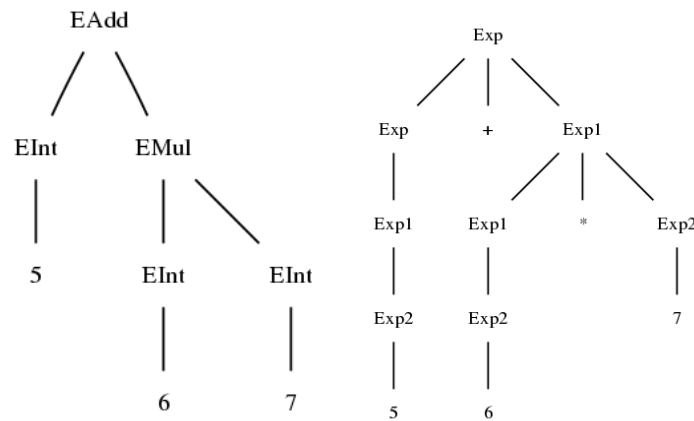 EAdd
EInt EMul
5 EInt EInt
6 7
Exp
Exp + Exp1
Exp1 Exp1 * Exp2
Exp2 Exp2 7
5 6